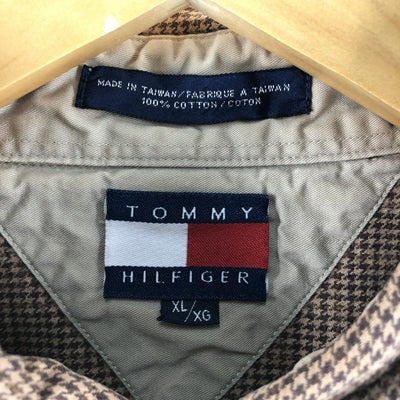 MADE IN TAIWAN/FABRIQUE A TAIWAN
100% COTTON/COTON
TOMMY
HILFIGER
XL/
XG